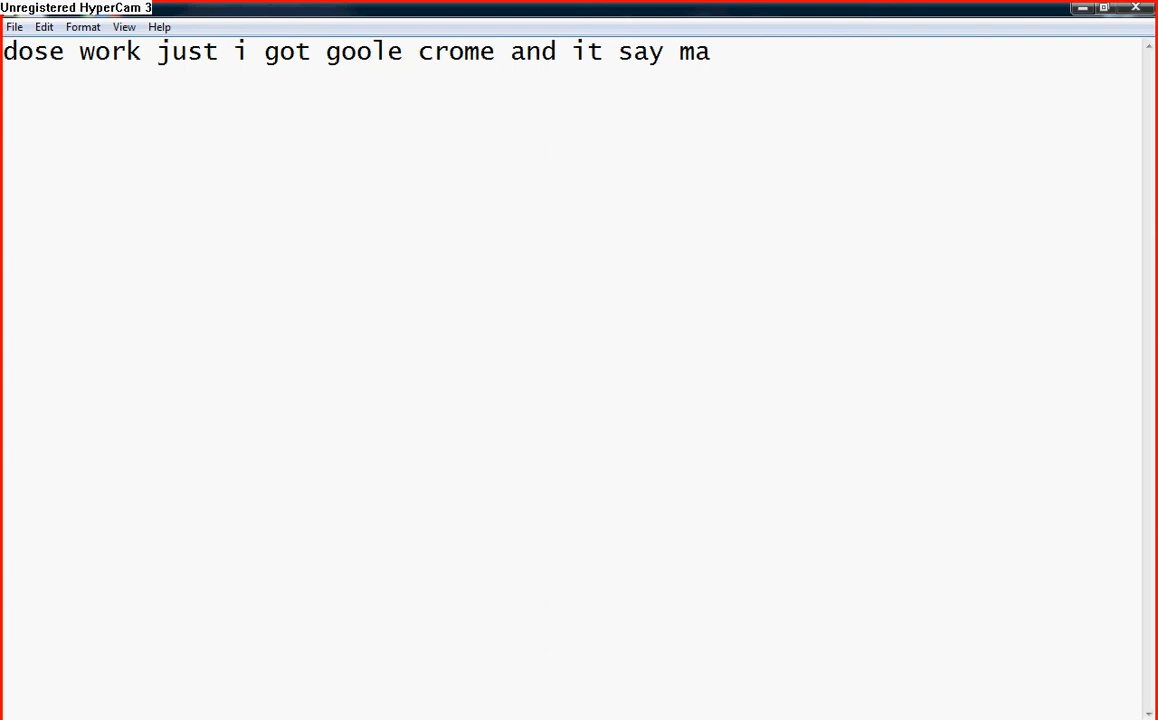 Unregistered HyperCam 3
File Edit Format View Help
dose work just i got goole crome and it say ma